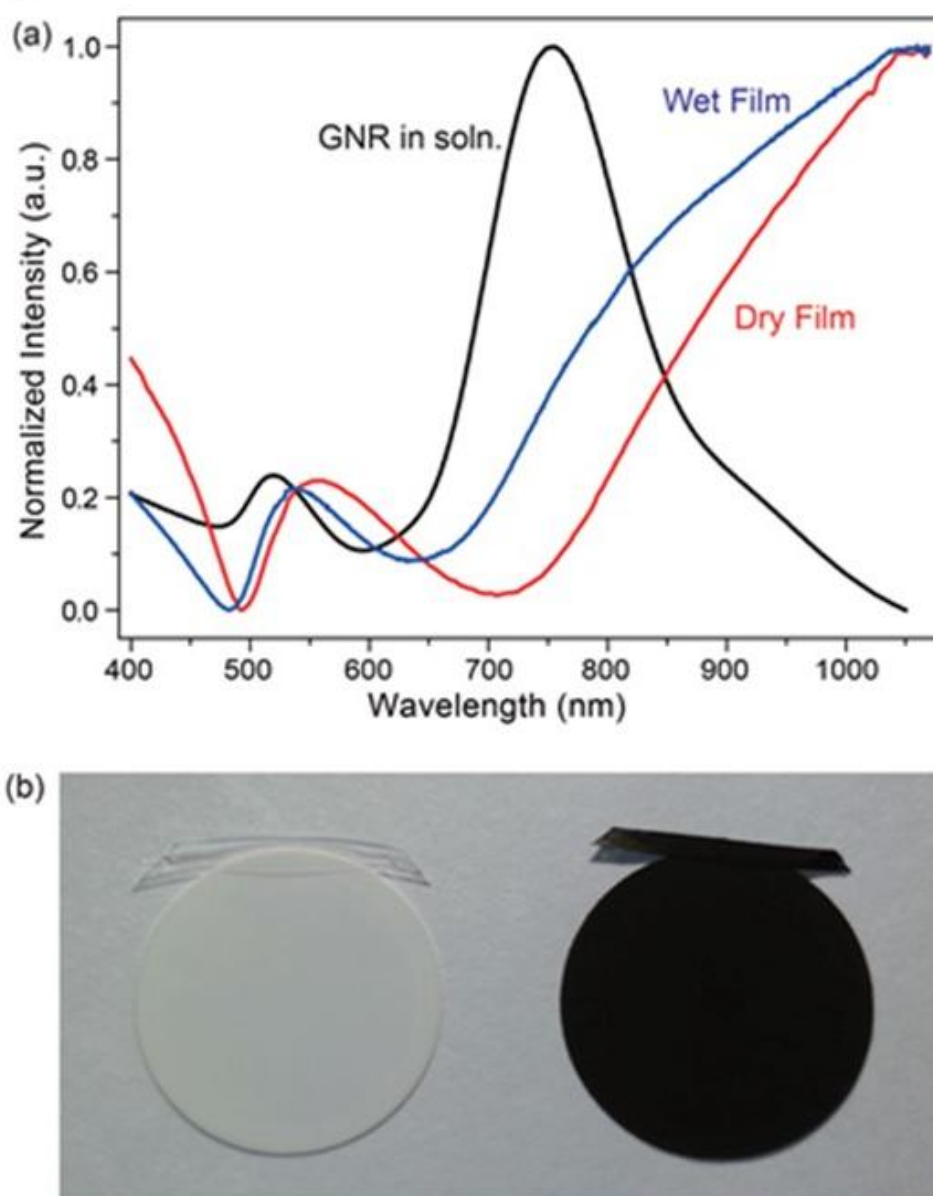 (a)
Normalized Intensity (a.u.)
1.0
0.8
0.6
0.4
0.2
0.0
GNR in soln.
Wet Film
Dry Film
400 500 600 700 800 900 1000
Wavelength (nm)
(b)